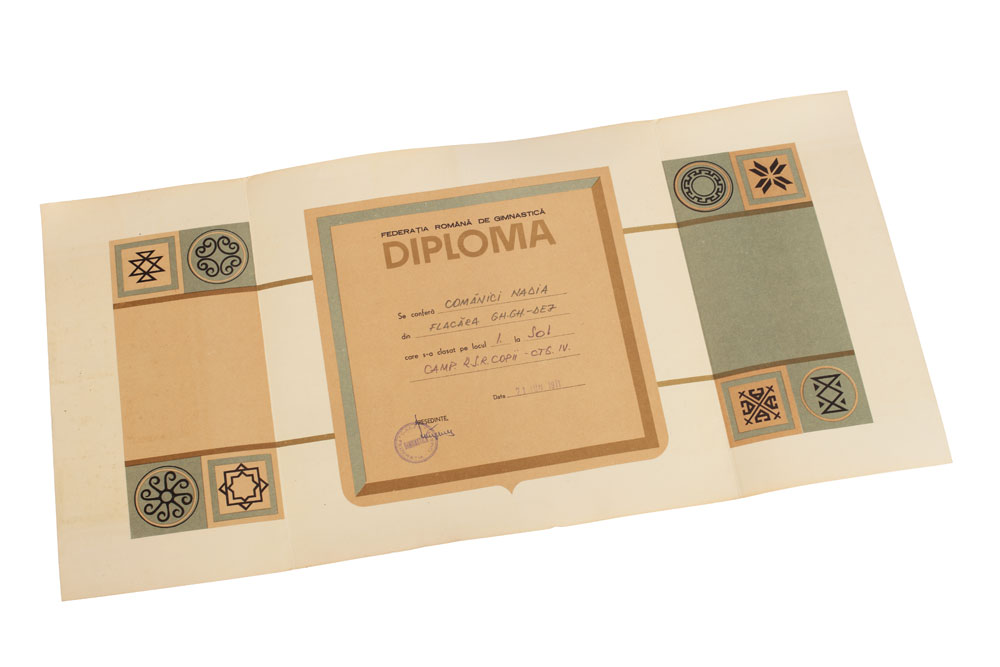 FEDERAȚIA ROMÂNĂ DE GIMNASTICĂ
DIPLOMA
Se conferă COMĂNICI NADIA
din FLACĂRA GH.GH-DEJ
care s-a clasat pe locul 1 la SOL
CAMP. R.S.R. COPII - CTG. IV.
Data 1971
PREȘEDINTE,